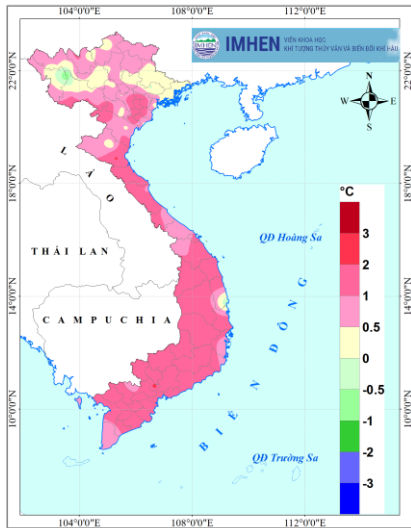 IMHEN
VIỆN KHOA HỌC
KHÍ TƯỢNG THỦY VĂN VÀ BIẾN ĐỔI KHÍ HẬU
104°0'0"E
108°0'0"E
112°0'0"E
22°0'0"N
18°0'0"N
14°0'0"N
10°0'0"N
N
W
E
S
LÀO
THÁI LAN
CAMPUCHIA
QĐ Hoàng Sa
BIỂN ĐÔNG
QĐ Trường Sa
°C
3
2
1
0.5
0
-0.5
-1
-2
-3
104°0'0"E
108°0'0"E
112°0'0"E